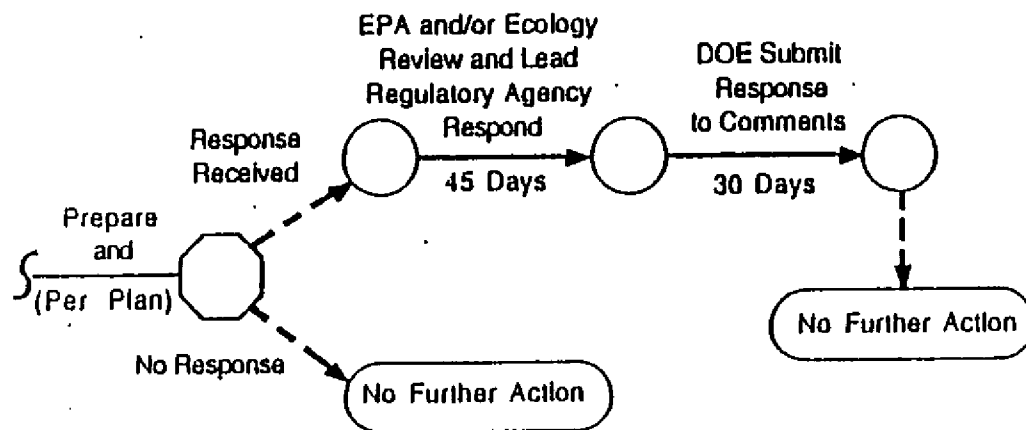 EPA and/or Ecology
Review and Lead
Regulatory Agency
Respond
45 Days
DOE Submit
Response
to Comments
30 Days
Response
Received
Prepare
and
(Per Plan)
No Response
No Further Action
No Further Action